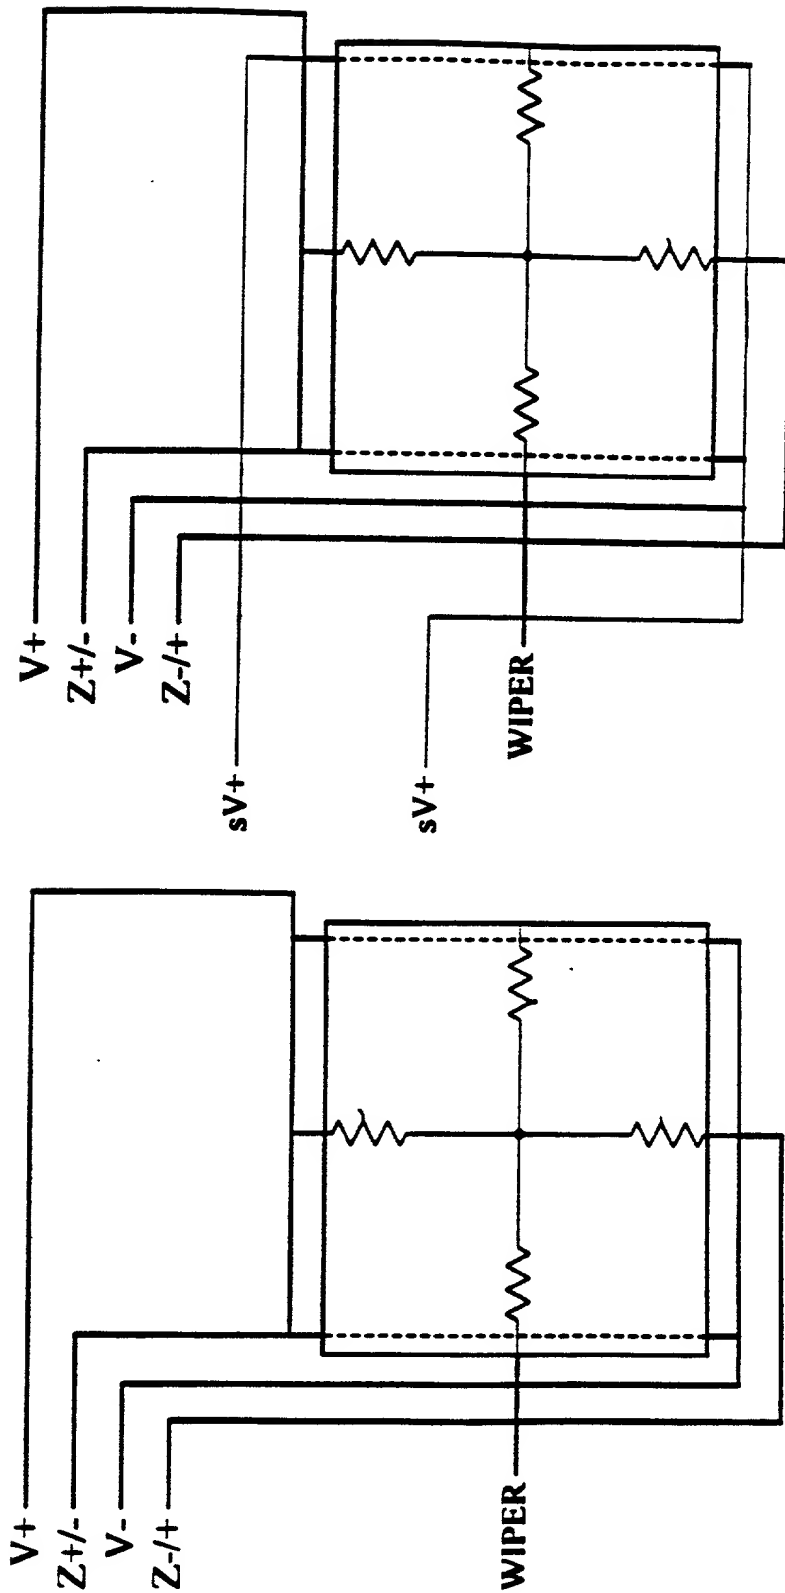 V+
Z+/-
V-
Z-/+
sV+
sV+
WIPER
V+
Z+/-
V-
Z-/+
WIPER